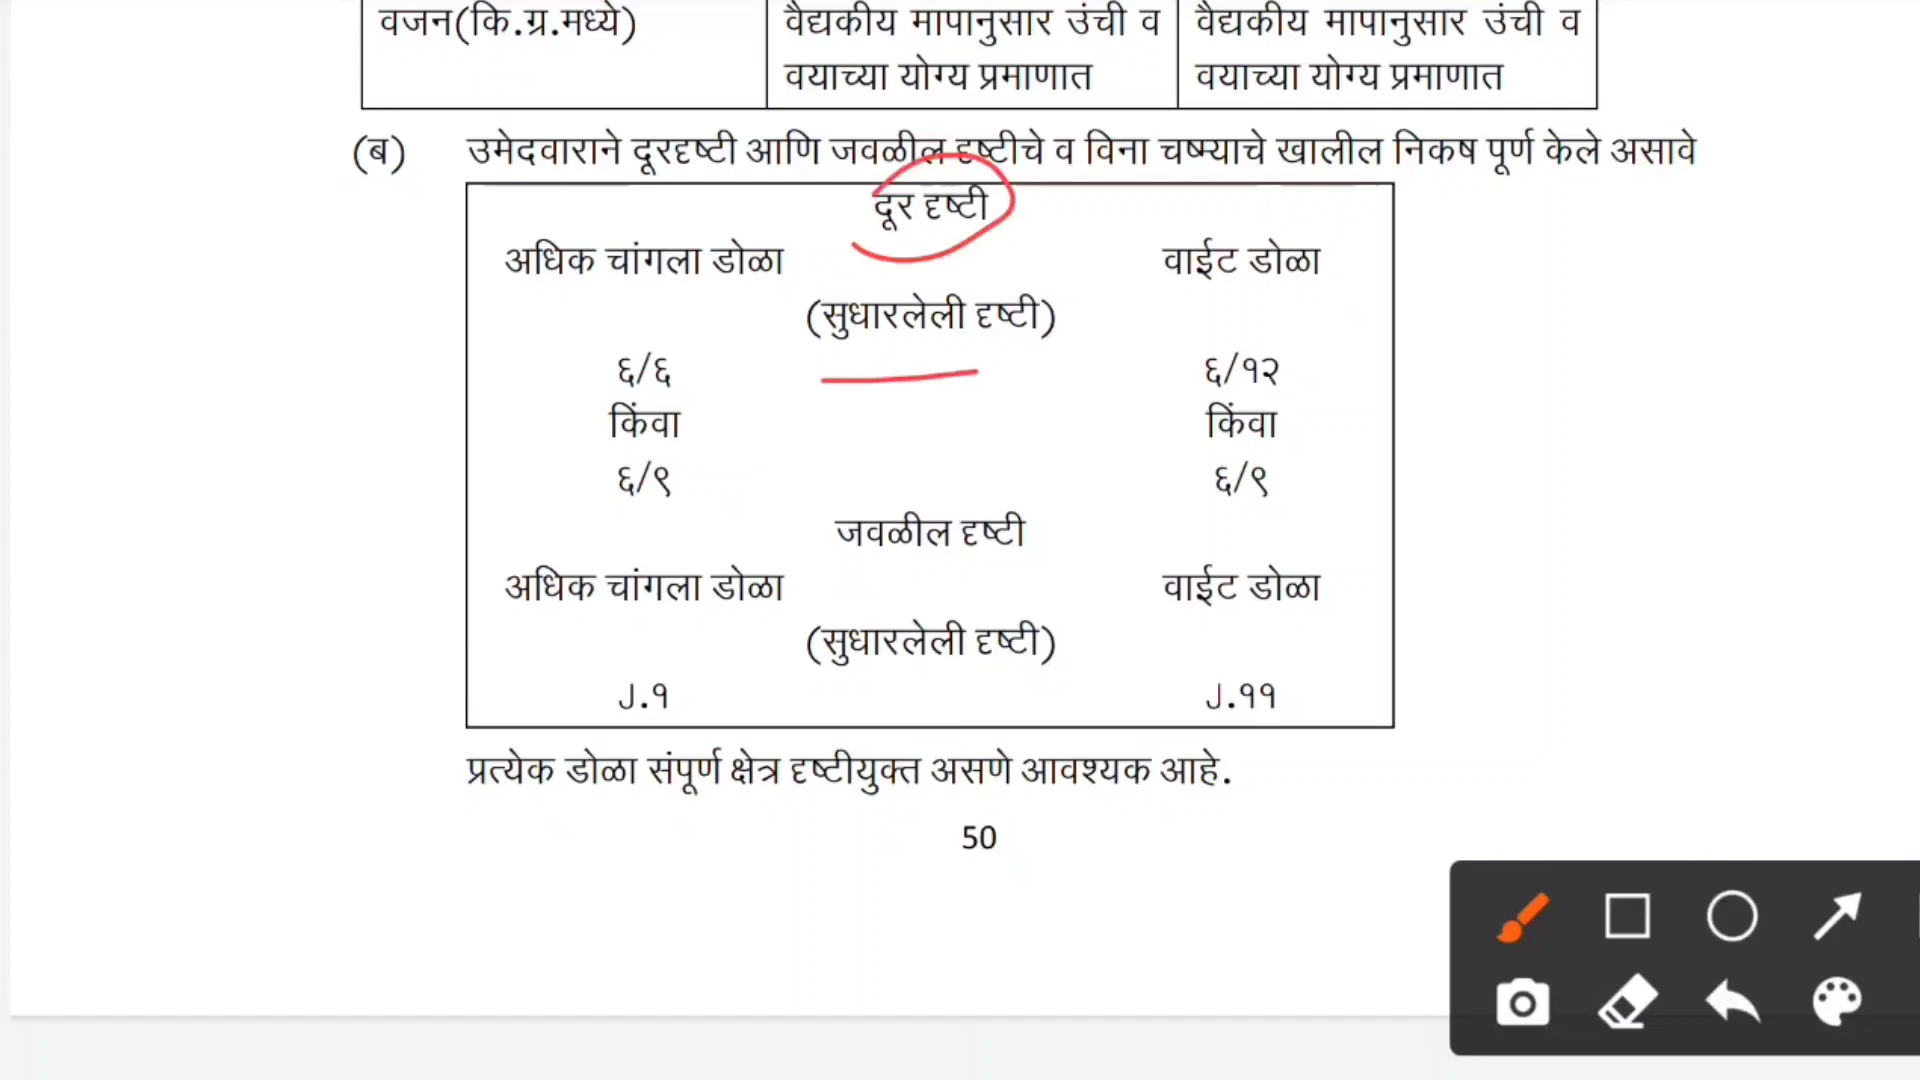 वजन(कि.ग्र.मध्ये) वैद्यकीय मापानुसार उंची व वैद्यकीय मापानुसार उंची व
वयाच्या योग्य प्रमाणात वयाच्या योग्य प्रमाणात
(ब) उमेदवाराने दूरदृष्टी आणि जवळील दृष्टीचे व विना चष्म्याचे खालील निकष पूर्ण केले असावे
दूर दृष्टी
अधिक चांगला डोळा वाईट डोळा
(सुधारलेली दृष्टी)
६/६ ६/१२
किंवा किंवा
६/९ ६/९
जवळील दृष्टी
अधिक चांगला डोळा वाईट डोळा
(सुधारलेली दृष्टी)
J.१ J.११
प्रत्येक डोळा संपूर्ण क्षेत्र दृष्टीयुक्त असणे आवश्यक आहे.
50